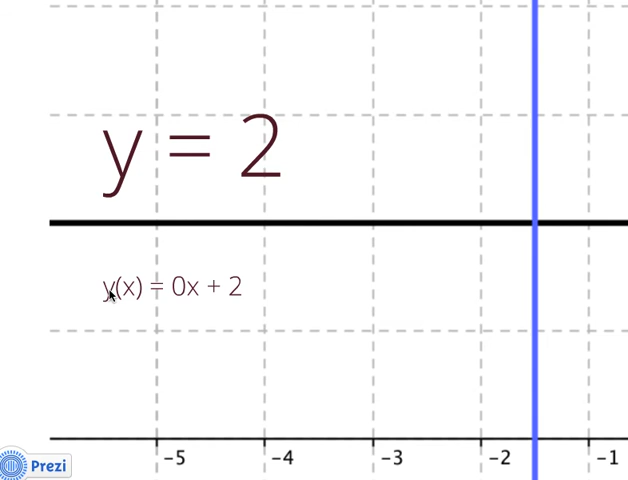 y = 2
y(x) = 0x + 2
-5 -4 -3 -2 -1
Prezi